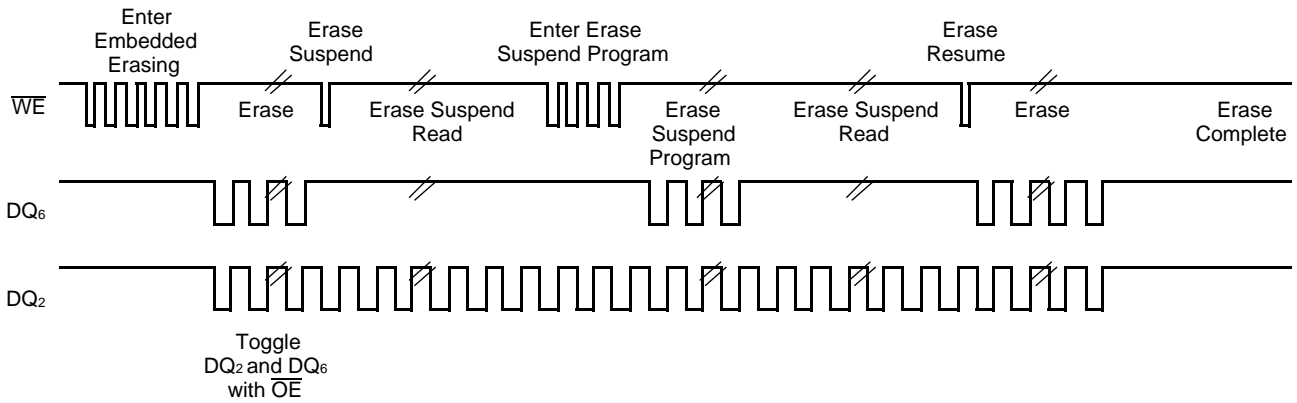 Enter
Embedded
Erasing
Erase
Suspend
Enter Erase
Suspend Program
Erase
Resume
WE
Erase
Erase Suspend
Read
Erase
Suspend
Program
Erase Suspend
Read
Erase
Erase
Complete
DQ6
DQ2
Toggle
DQ2 and DQ6
with OE